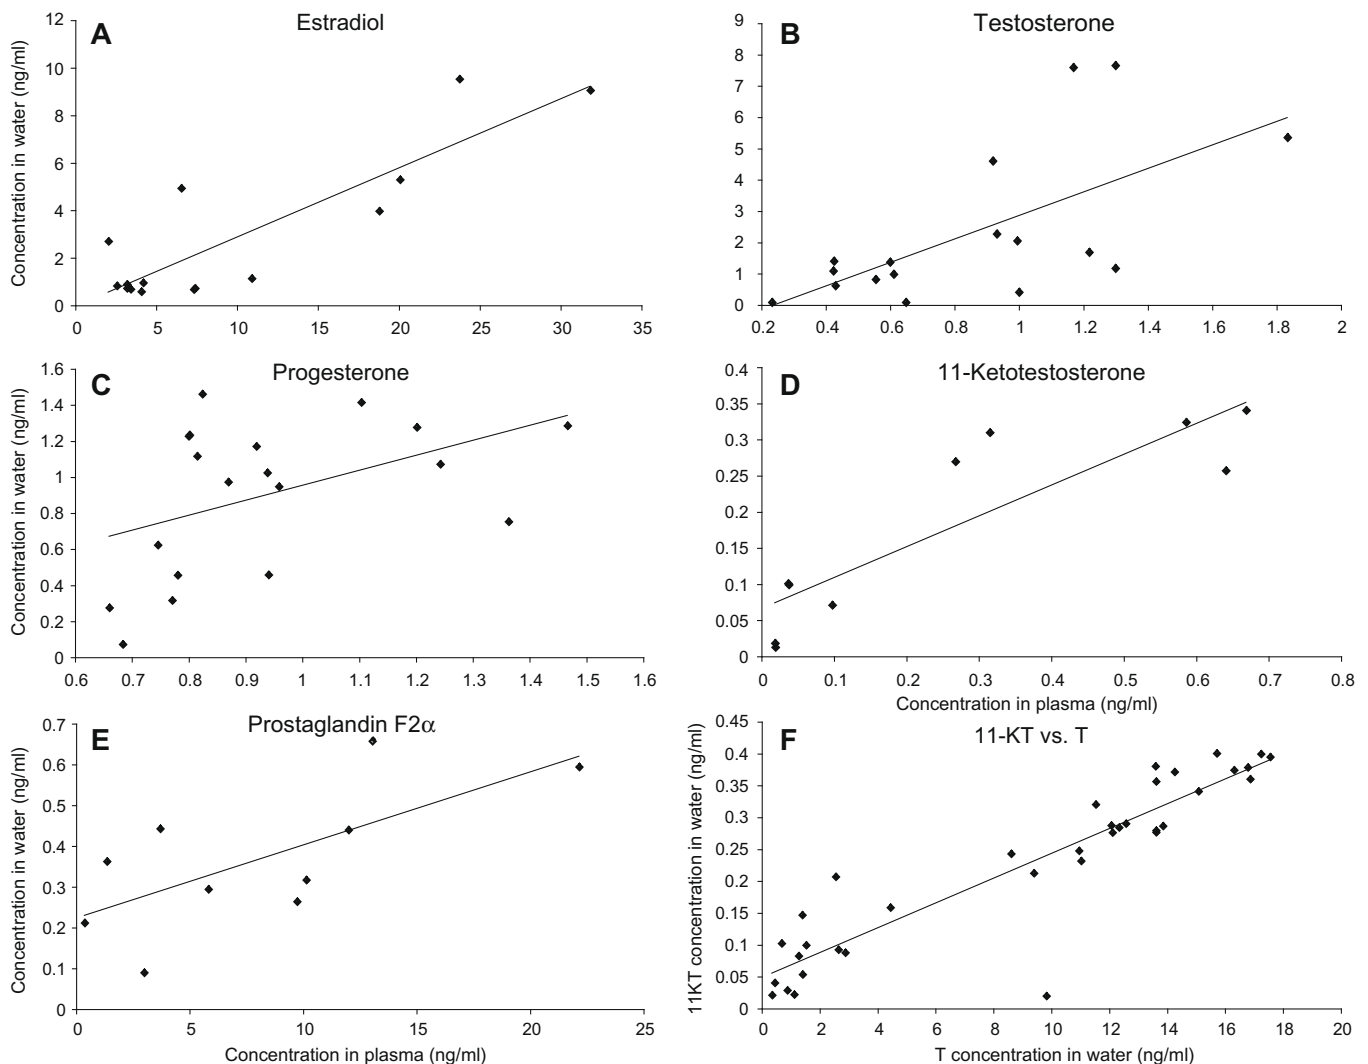 A Estradiol
Concentration in water (ng/ml)
12
10
8
6
4
2
0
0 5 10 15 20 25 30 35
B Testosterone
9
8
7
6
5
4
3
2
1
0
0.2 0.4 0.6 0.8 1 1.2 1.4 1.6 1.8 2
C Progesterone
Concentration in water (ng/ml)
1.6
1.4
1.2
1
0.8
0.6
0.4
0.2
0
0.6 0.7 0.8 0.9 1 1.1 1.2 1.3 1.4 1.5 1.6
D 11-Ketotestosterone
0.4
0.35
0.3
0.25
0.2
0.15
0.1
0.05
0
0 0.1 0.2 0.3 0.4 0.5 0.6 0.7 0.8
Concentration in plasma (ng/ml)
E Prostaglandin F2α
Concentration in water (ng/ml)
0.7
0.6
0.5
0.4
0.3
0.2
0.1
0
0 5 10 15 20 25
Concentration in plasma (ng/ml)
F 11-KT vs. T
11KT concentration in water (ng/ml)
0.45
0.4
0.35
0.3
0.25
0.2
0.15
0.1
0.05
0
0 2 4 6 8 10 12 14 16 18 20
T concentration in water (ng/ml)